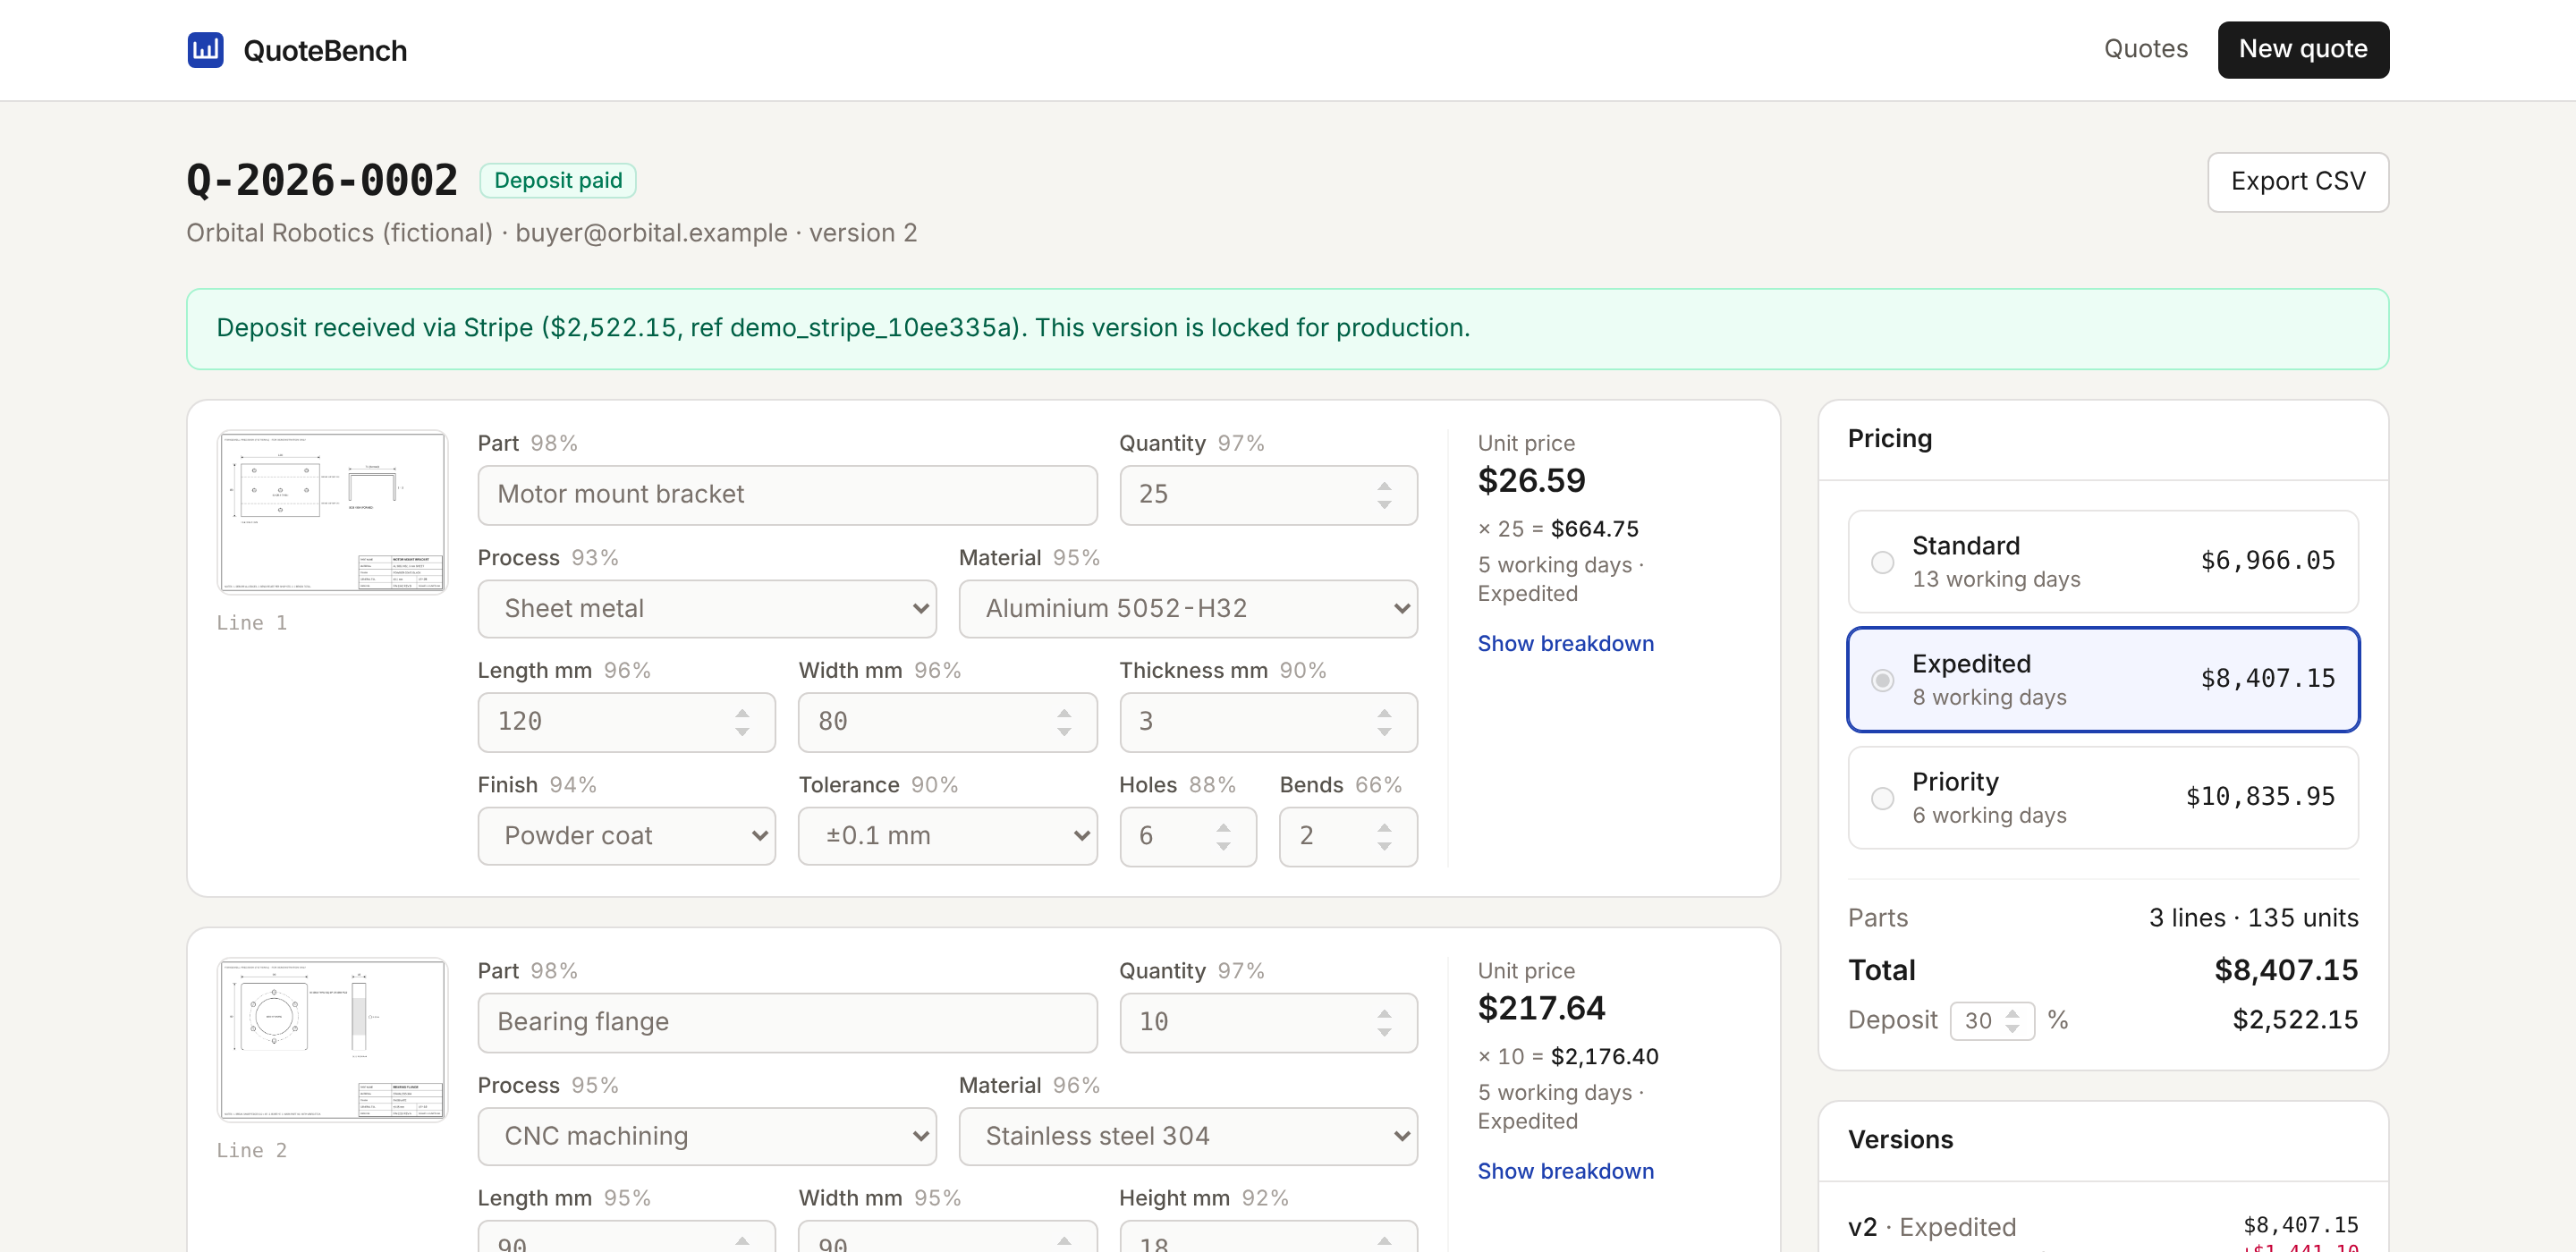 QuoteBench
Quotes
New quote
Q-2026-0002
Deposit paid
Export CSV
Orbital Robotics (fictional) · buyer@orbital.example · version 2
Deposit received via Stripe ($2,522.15, ref demo_stripe_10ee335a). This version is locked for production.
Line 1
Part 98%
Quantity 97%
Motor mount bracket
25
Process 93%
Material 95%
Sheet metal
Aluminium 5052-H32
Length mm 96%
Width mm 96%
Thickness mm 90%
120
80
3
Finish 94%
Tolerance 90%
Holes 88%
Bends 66%
Powder coat
±0.1 mm
6
2
Unit price
$26.59
× 25 = $664.75
5 working days ·
Expedited
Show breakdown
Line 2
Part 98%
Quantity 97%
Bearing flange
10
Process 95%
Material 96%
CNC machining
Stainless steel 304
Length mm 95%
Width mm 95%
Height mm 92%
90
90
18
Unit price
$217.64
× 10 = $2,176.40
5 working days ·
Expedited
Show breakdown
Pricing
Standard
13 working days
$6,966.05
Expedited
8 working days
$8,407.15
Priority
6 working days
$10,835.95
Parts
3 lines · 135 units
Total
$8,407.15
Deposit 30 %
$2,522.15
Versions
v2 · Expedited
$8,407.15
+$1,441.10